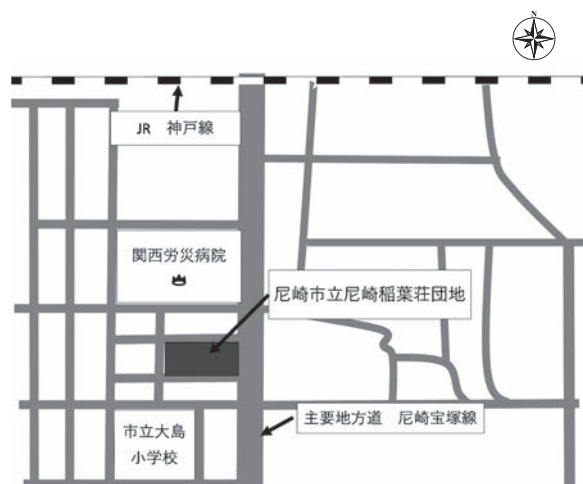 N
JR　神戸線
関西労災病院
尼崎市立尼崎稲葉荘団地
主要地方道　尼崎宝塚線
市立大島
小学校